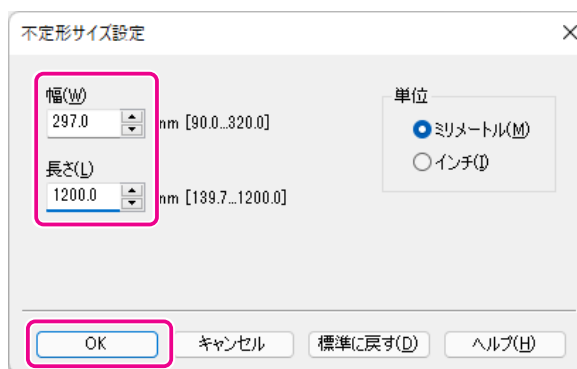 不定形サイズ設定
幅(W)
297.0 mm [90.0...320.0]
長さ(L)
1200.0 mm [139.7...1200.0]
単位
ミリメートル(M)
インチ(I)
OK キャンセル 標準に戻す(D) ヘルプ(H)